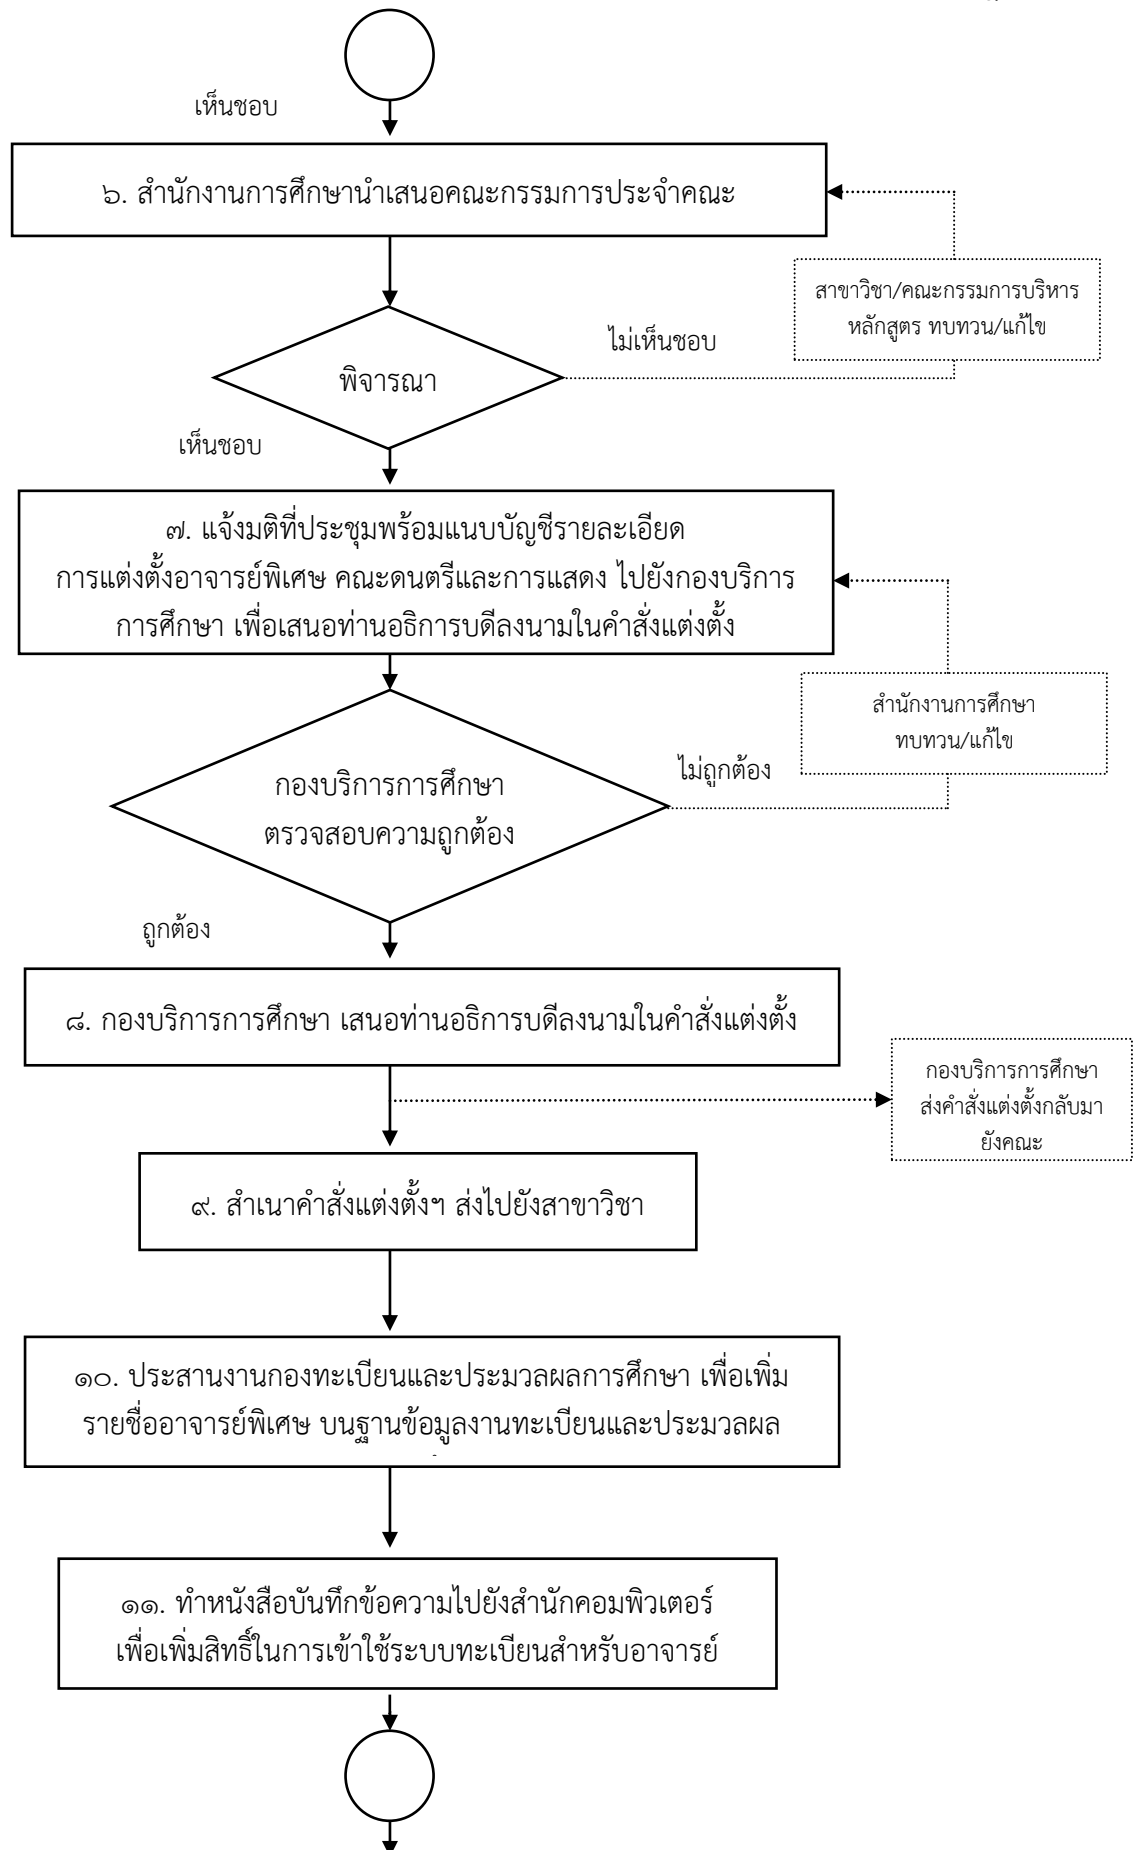 เห็นชอบ
๖. สำนักงานการศึกษานำเสนอคณะกรรมการประจำคณะ
สาขาวิชา/คณะกรรมการบริหาร
หลักสูตร ทบทวน/แก้ไข
ไม่เห็นชอบ
พิจารณา
เห็นชอบ
๗. แจ้งมติที่ประชุมพร้อมแนบบัญชีรายละเอียด
การแต่งตั้งอาจารย์พิเศษ คณะดนตรีและการแสดง ไปยังกองบริการ
การศึกษา เพื่อเสนอท่านอธิการบดีลงนามในคำสั่งแต่งตั้ง
สำนักงานการศึกษา
ทบทวน/แก้ไข
ไม่ถูกต้อง
กองบริการการศึกษา
ตรวจสอบความถูกต้อง
ถูกต้อง
๘. กองบริการการศึกษา เสนอท่านอธิการบดีลงนามในคำสั่งแต่งตั้ง
กองบริการการศึกษา
ส่งคำสั่งแต่งตั้งกลับมา
ยังคณะ
๙. สำเนาคำสั่งแต่งตั้งฯ ส่งไปยังสาขาวิชา
๑๐. ประสานงานกองทะเบียนและประมวลผลการศึกษา เพื่อเพิ่ม
รายชื่ออาจารย์พิเศษ บนฐานข้อมูลงานทะเบียนและประมวลผล
๑๑. ทำหนังสือบันทึกข้อความไปยังสำนักคอมพิวเตอร์
เพื่อเพิ่มสิทธิ์ในการเข้าใช้ระบบทะเบียนสำหรับอาจารย์